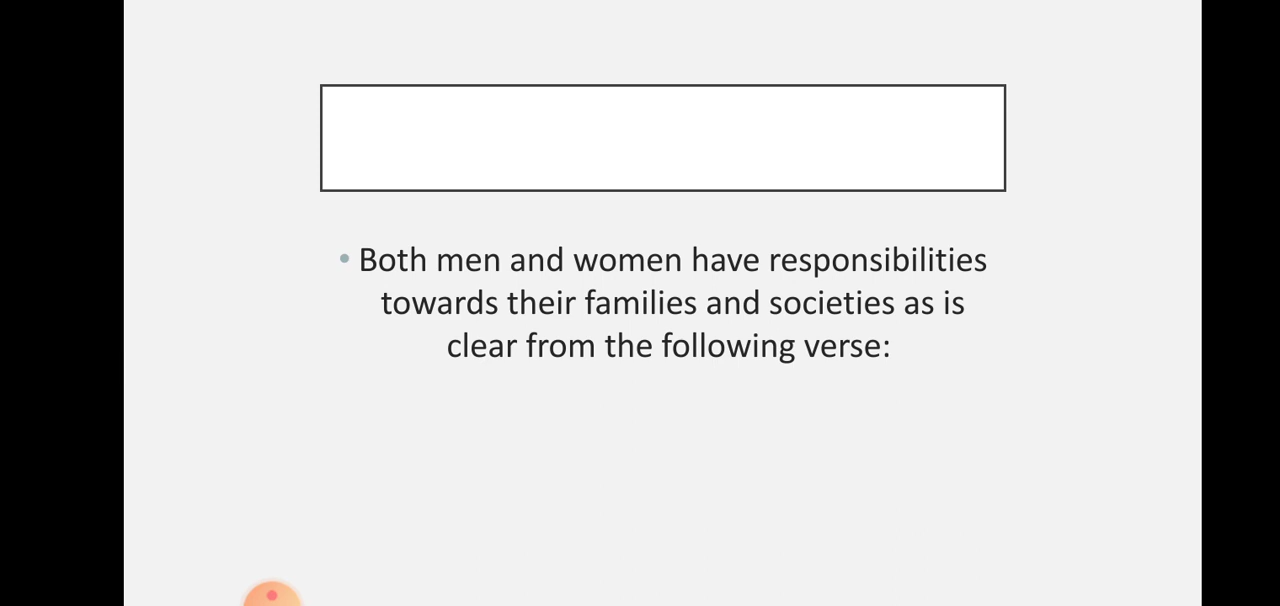 • Both men and women have responsibilities
towards their families and societies as is
clear from the following verse: